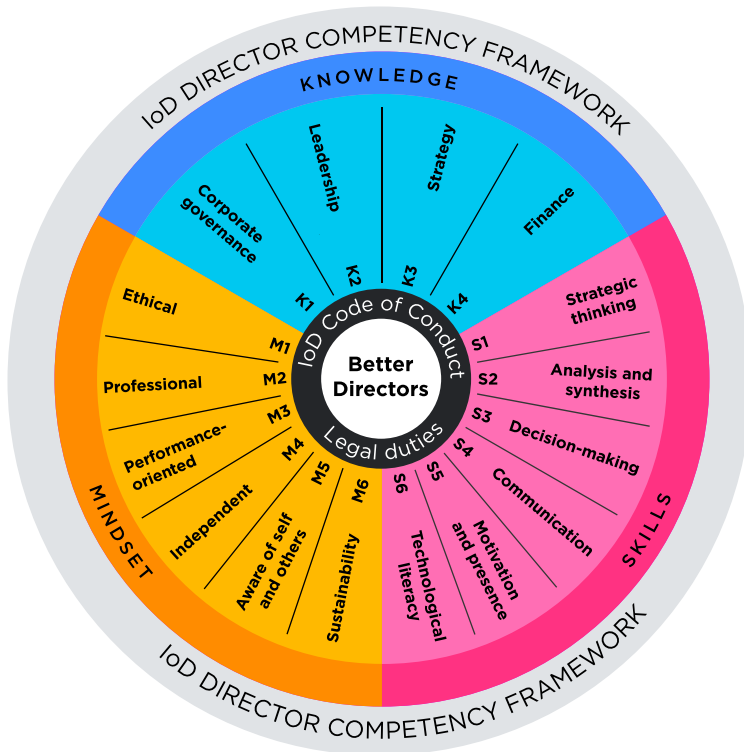 IoD DIRECTOR COMPETENCY FRAMEWORK
KNOWLEDGE
Corporate
governance
K1
Leadership
K2
Strategy
K3
Finance
K4
Strategic
thinking
S1
Analysis and
synthesis
S2
Decision-making
S3
Communication
S4
Motivation
and presence
S5
Technological
literacy
S6
SKILLS
Ethical
M1
Professional
M2
Performance-
oriented
M3
Independent
M4
Aware of self
and others
M5
Sustainability
M6
MINDSET
IoD Code of Conduct
Better
Directors
Legal duties
IoD DIRECTOR COMPETENCY FRAMEWORK